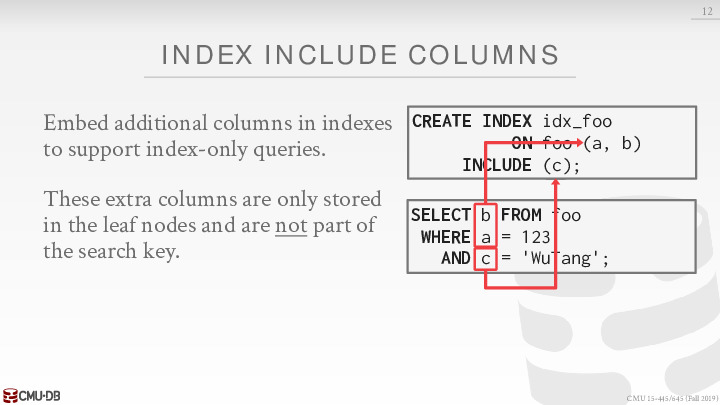 12
INDEX INCLUDE COLUMNS
Embed additional columns in indexes
to support index-only queries.
These extra columns are only stored
in the leaf nodes and are not part of
the search key.
CREATE INDEX idx_foo
ON foo (a, b)
INCLUDE (c);
SELECT b FROM foo
WHERE a = 123
AND c = 'WuTang';
CMU·DB
CMU 15-445/645 (Fall 2019)